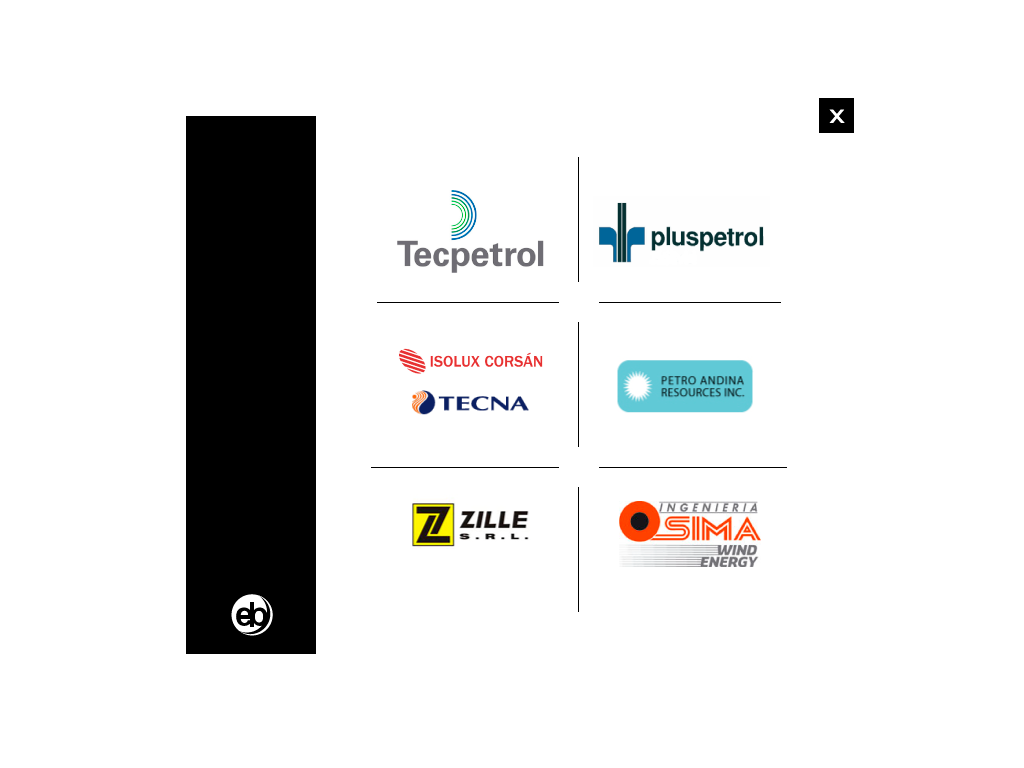 X
Tecpetrol
pluspetrol
ISOLUX CORSÁN
TECNA
PETRO ANDINA
RESOURCES INC.
ZILLE
S.R.L.
INGENIERIA
SIMA
WIND
ENERGY
eb